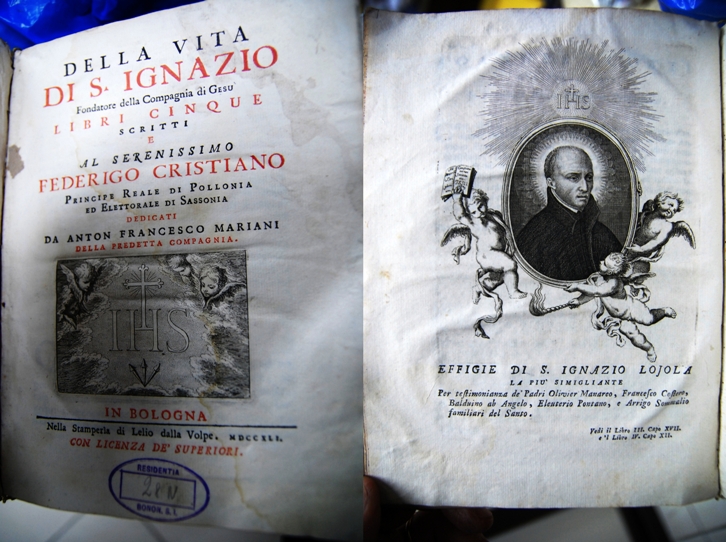 DELLA VITA
DI S. IGNAZIO
Fondatore della Compagnia di GESU'
LIBRI CINQUE
SCRITTI
E
AL SERENISSIMO
FEDERIGO CRISTIANO
PRINCIPE REALE DI POLLONIA
ED ELETTORALE DI SASSONIA
DEDICATI
DA ANTON FRANCESCO MARIANI
DELLA PREDETTA COMPAGNIA.
IHS
IN BOLOGNA
Nella Stamperia di Lelio dalla Volpe. MDCCXLI.
CON LICENZA DE' SUPERIORI.
RESIDENTIA
28 N
BONON. S. I.
IHS
EFFIGIE DI S. IGNAZIO LOJOLA
LA PIU' SIMIGLIANTE
Per testimonianza de' Padri Olivier Manareo, Francesco Costero,
Balduino ab Angelo, Eleuterio Pontano, e Arrigo Sommalio
familiari del Santo.
Vedi il Libro III. Capo XVII.
e 'l Libro IV. Capo XII.